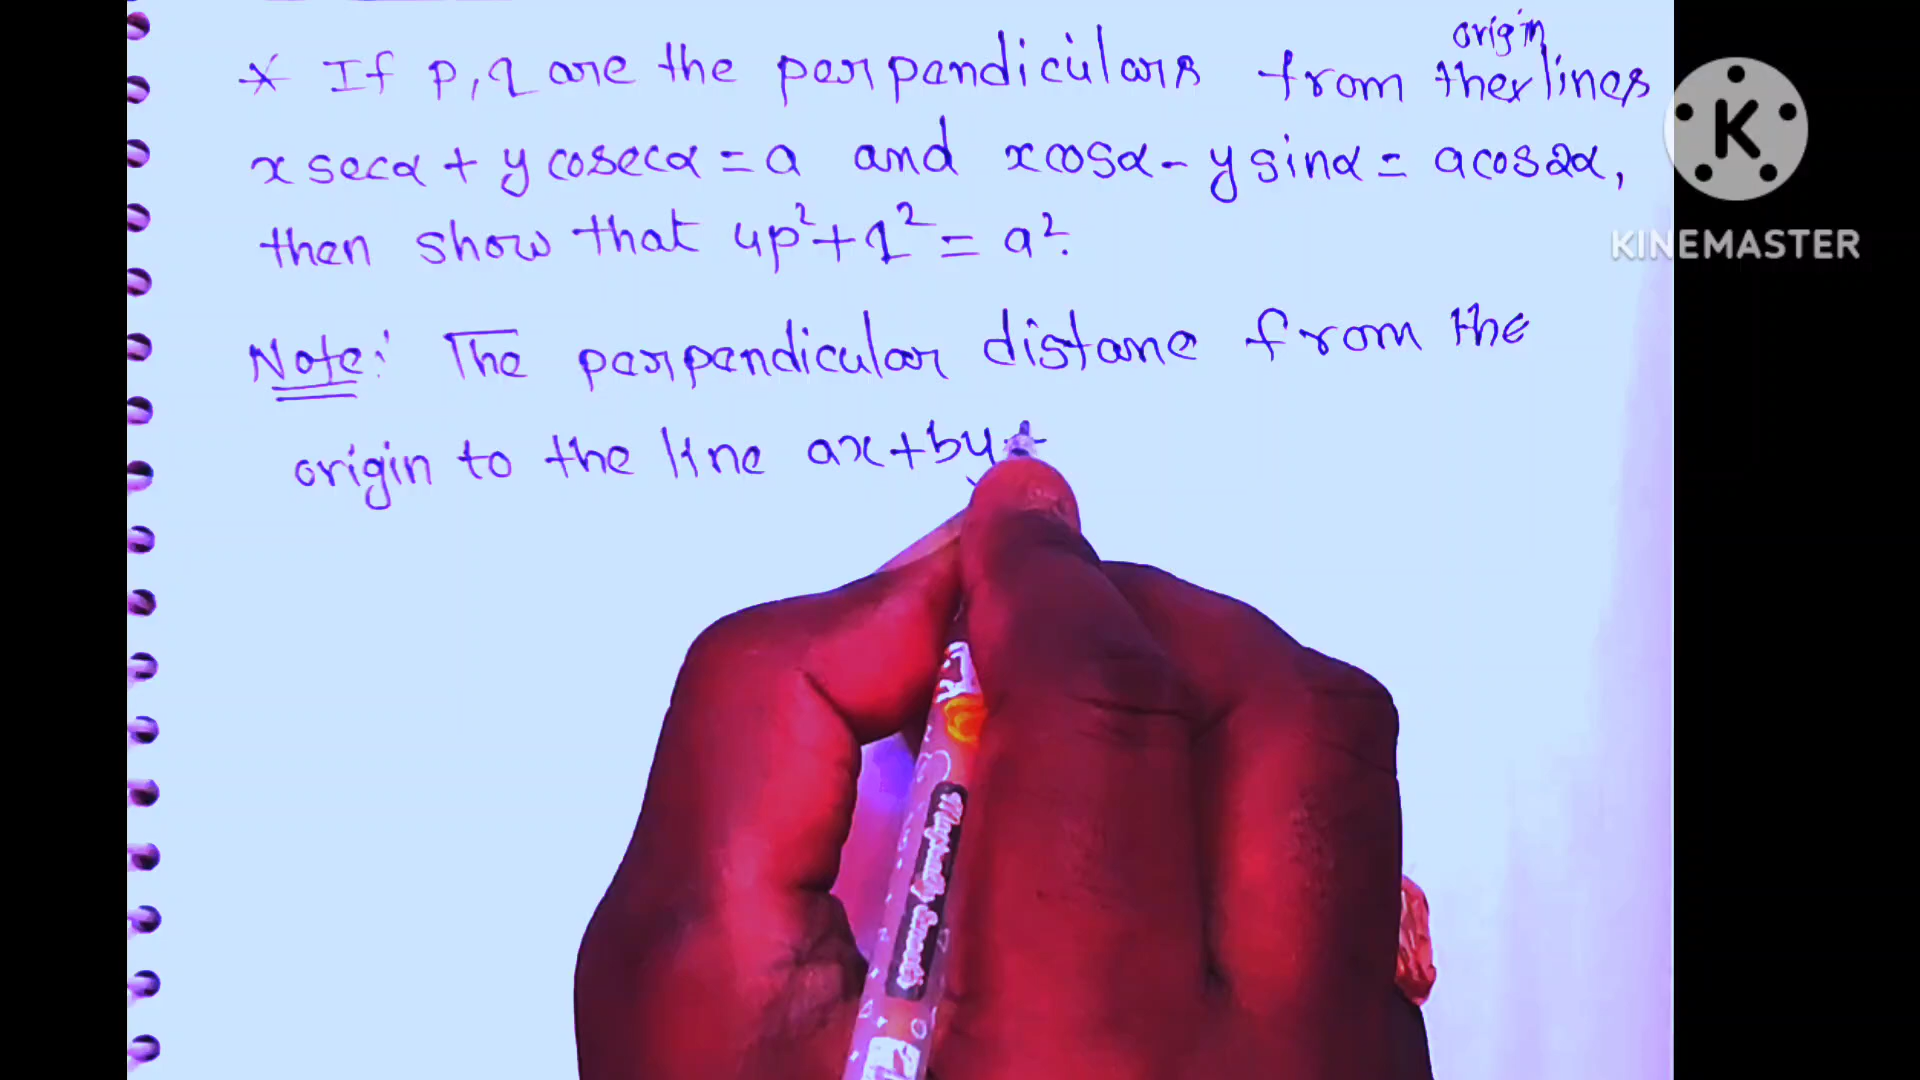 origin
* If p,q are the perpendiculars from the lines
x secα + y cosecα = a and x cosα - y sinα = a cos2α,
then show that 4p²+q² = a².
Note: The perpendicular distane from the
origin to the line ax+by+
K
KINEMASTER